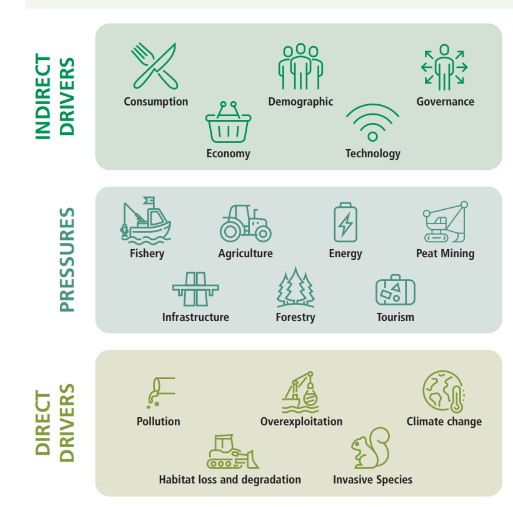 INDIRECT
DRIVERS
Consumption
Demographic
Governance
Economy
Technology
PRESSURES
Fishery
Agriculture
Energy
Peat Mining
Infrastructure
Forestry
Tourism
DIRECT
DRIVERS
Pollution
Overexploitation
Climate change
Habitat loss and degradation
Invasive Species